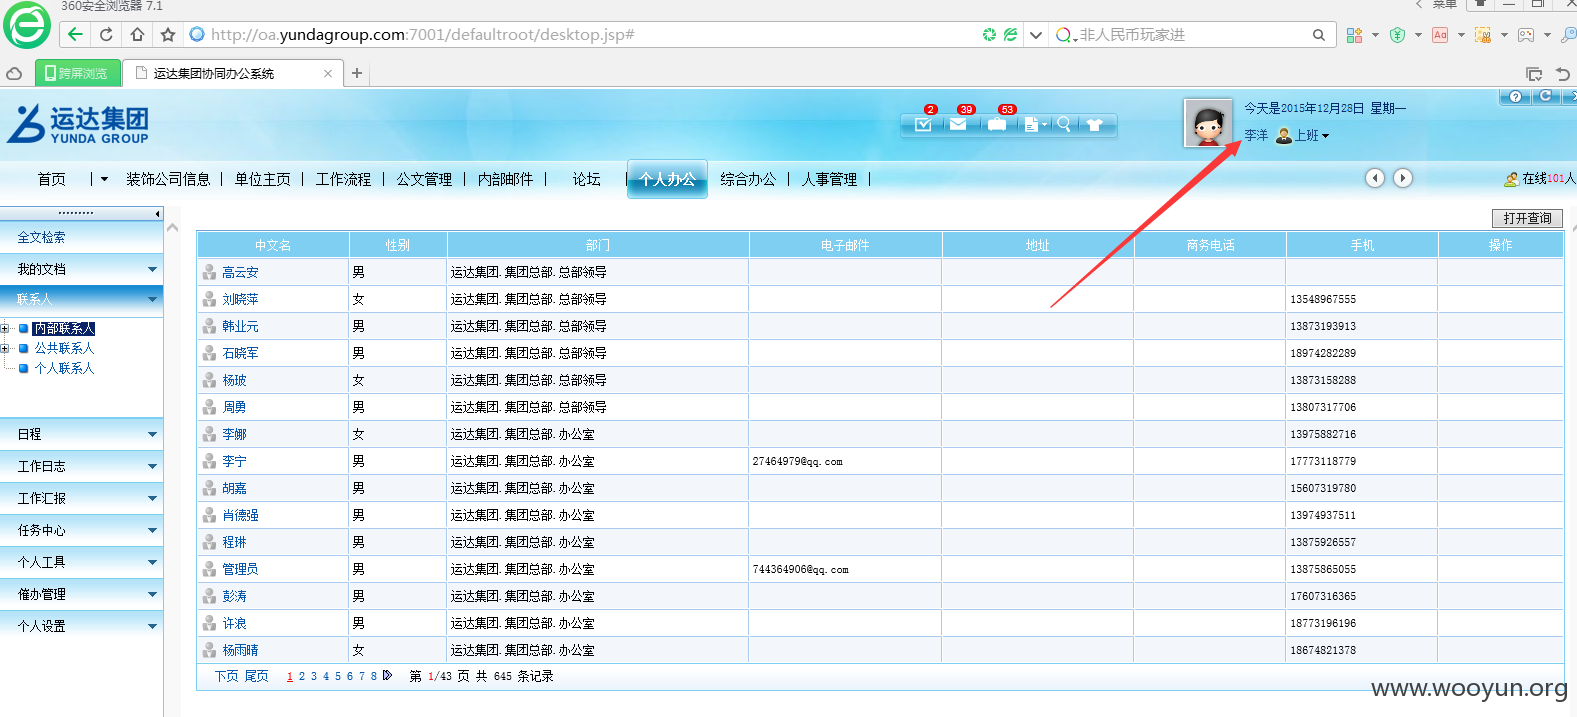 360安全浏览器 7.1
菜单
http://oa.yundagroup.com:7001/defaultroot/desktop.jsp#
非人民币玩家进
跨屏浏览
运达集团协同办公系统
运达集团
YUNDA GROUP
2 39 53
今天是2015年12月28日 星期一
李洋 上班
首页 装饰公司信息 单位主页 工作流程 公文管理 内部邮件 论坛 个人办公 综合办公 人事管理
在线101人
打开查询
全文检索
我的文档
联系人
内部联系人
公共联系人
个人联系人
日程
工作日志
工作汇报
任务中心
个人工具
催办管理
个人设置
中文名 性别 部门 电子邮件 地址 商务电话 手机 操作
高云安 男 运达集团.集团总部.总部领导
刘晓萍 女 运达集团.集团总部.总部领导 13548967555
韩业元 男 运达集团.集团总部.总部领导 13873193913
石晓军 男 运达集团.集团总部.总部领导 18974282289
杨玻 女 运达集团.集团总部.总部领导 13873158288
周勇 男 运达集团.集团总部.总部领导 13807317706
李娜 女 运达集团.集团总部.办公室 13975882716
李宁 男 运达集团.集团总部.办公室 27464979@qq.com 17773118779
胡嘉 男 运达集团.集团总部.办公室 15607319780
肖德强 男 运达集团.集团总部.办公室 13974937511
程琳 男 运达集团.集团总部.办公室 13875926557
管理员 男 运达集团.集团总部.办公室 744364906@qq.com 13875865055
彭涛 男 运达集团.集团总部.办公室 17607316365
许浪 男 运达集团.集团总部.办公室 18773196196
杨雨晴 女 运达集团.集团总部.办公室 18674821378
下页 尾页 1 2 3 4 5 6 7 8 第 1/43 页 共 645 条记录
www.wooyun.org